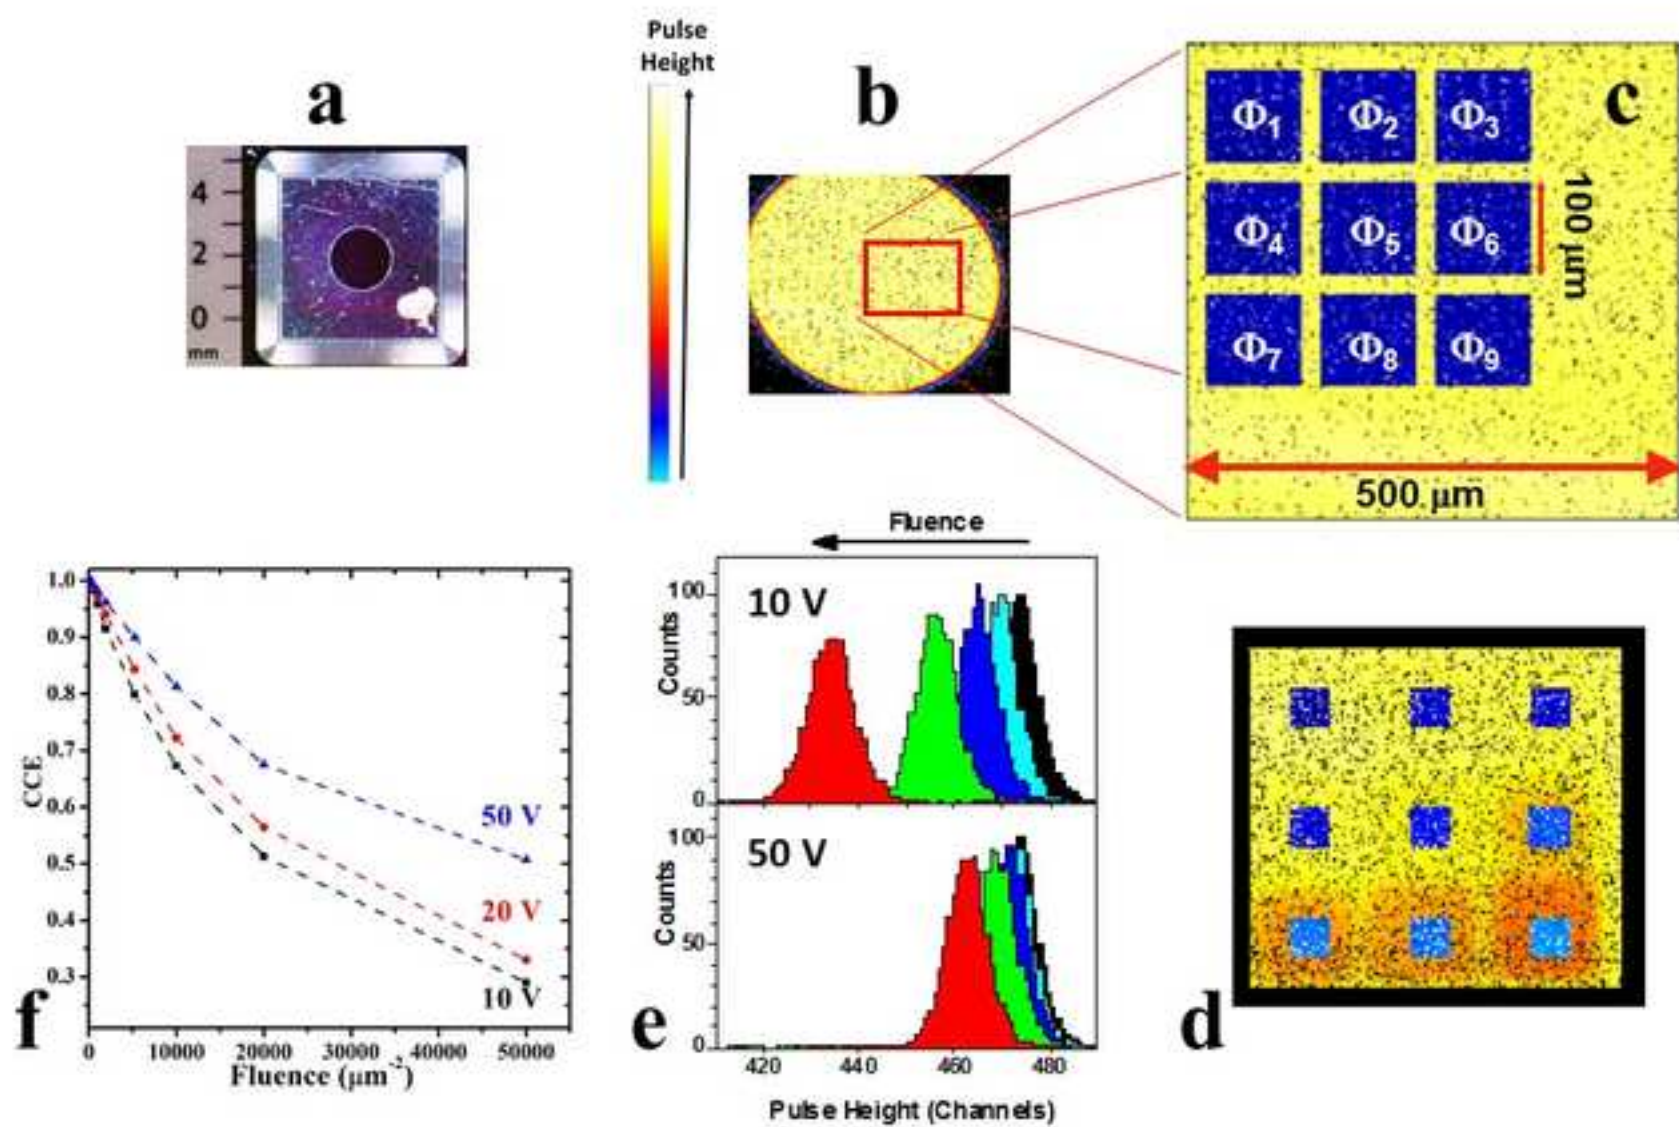 a
4
2
0
mm
Pulse
Height
b
c
Φ1
Φ2
Φ3
Φ4
Φ5
Φ6
Φ7
Φ8
Φ9
100 μm
500 μm
f
CCE
1.0
0.9
0.8
0.7
0.6
0.5
0.4
0.3
50 V
20 V
10 V
0
10000
20000
30000
40000
50000
Fluence (μm-2)
e
Fluence
10 V
Counts
100
50
0
50 V
Counts
100
50
0
420
440
460
480
Pulse Height (Channels)
d